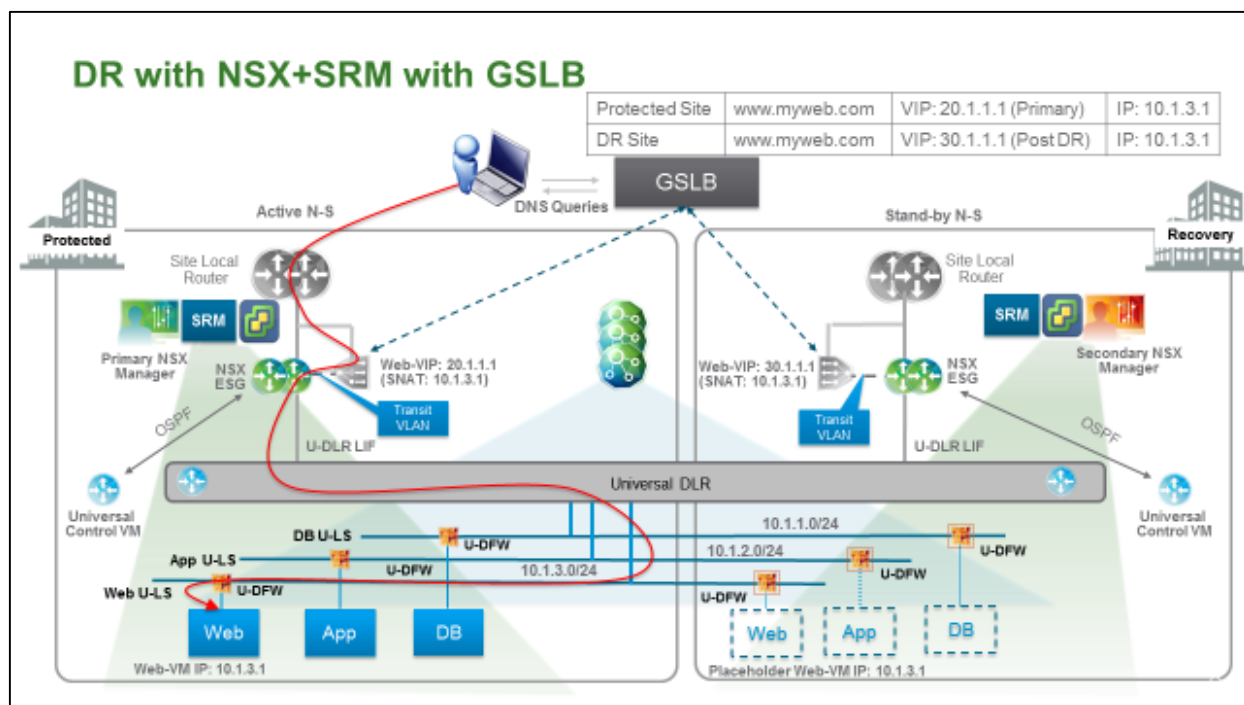 DR with NSX+SRM with GSLB
Protected Site www.myweb.com VIP: 20.1.1.1 (Primary) IP: 10.1.3.1
DR Site www.myweb.com VIP: 30.1.1.1 (Post DR) IP: 10.1.3.1
GSLB
DNS Queries
Active N-S
Stand-by N-S
Protected
Recovery
Site Local
Router
Site Local
Router
SRM
SRM
Primary NSX
Manager
Secondary NSX
Manager
NSX
ESG
Web-VIP: 20.1.1.1
(SNAT: 10.1.3.1)
Web-VIP: 30.1.1.1
(SNAT: 10.1.3.1)
NSX
ESG
Transit
VLAN
Transit
VLAN
OSPF
OSPF
U-DLR LIF
U-DLR LIF
Universal DLR
Universal
Control VM
Universal
Control VM
DB U-LS
U-DFW
10.1.1.0/24
U-DFW
App U-LS
U-DFW
10.1.2.0/24
U-DFW
Web U-LS
U-DFW
10.1.3.0/24
U-DFW
Web
App
DB
Web
App
DB
Web-VM IP: 10.1.3.1
Placeholder Web-VM IP: 10.1.3.1